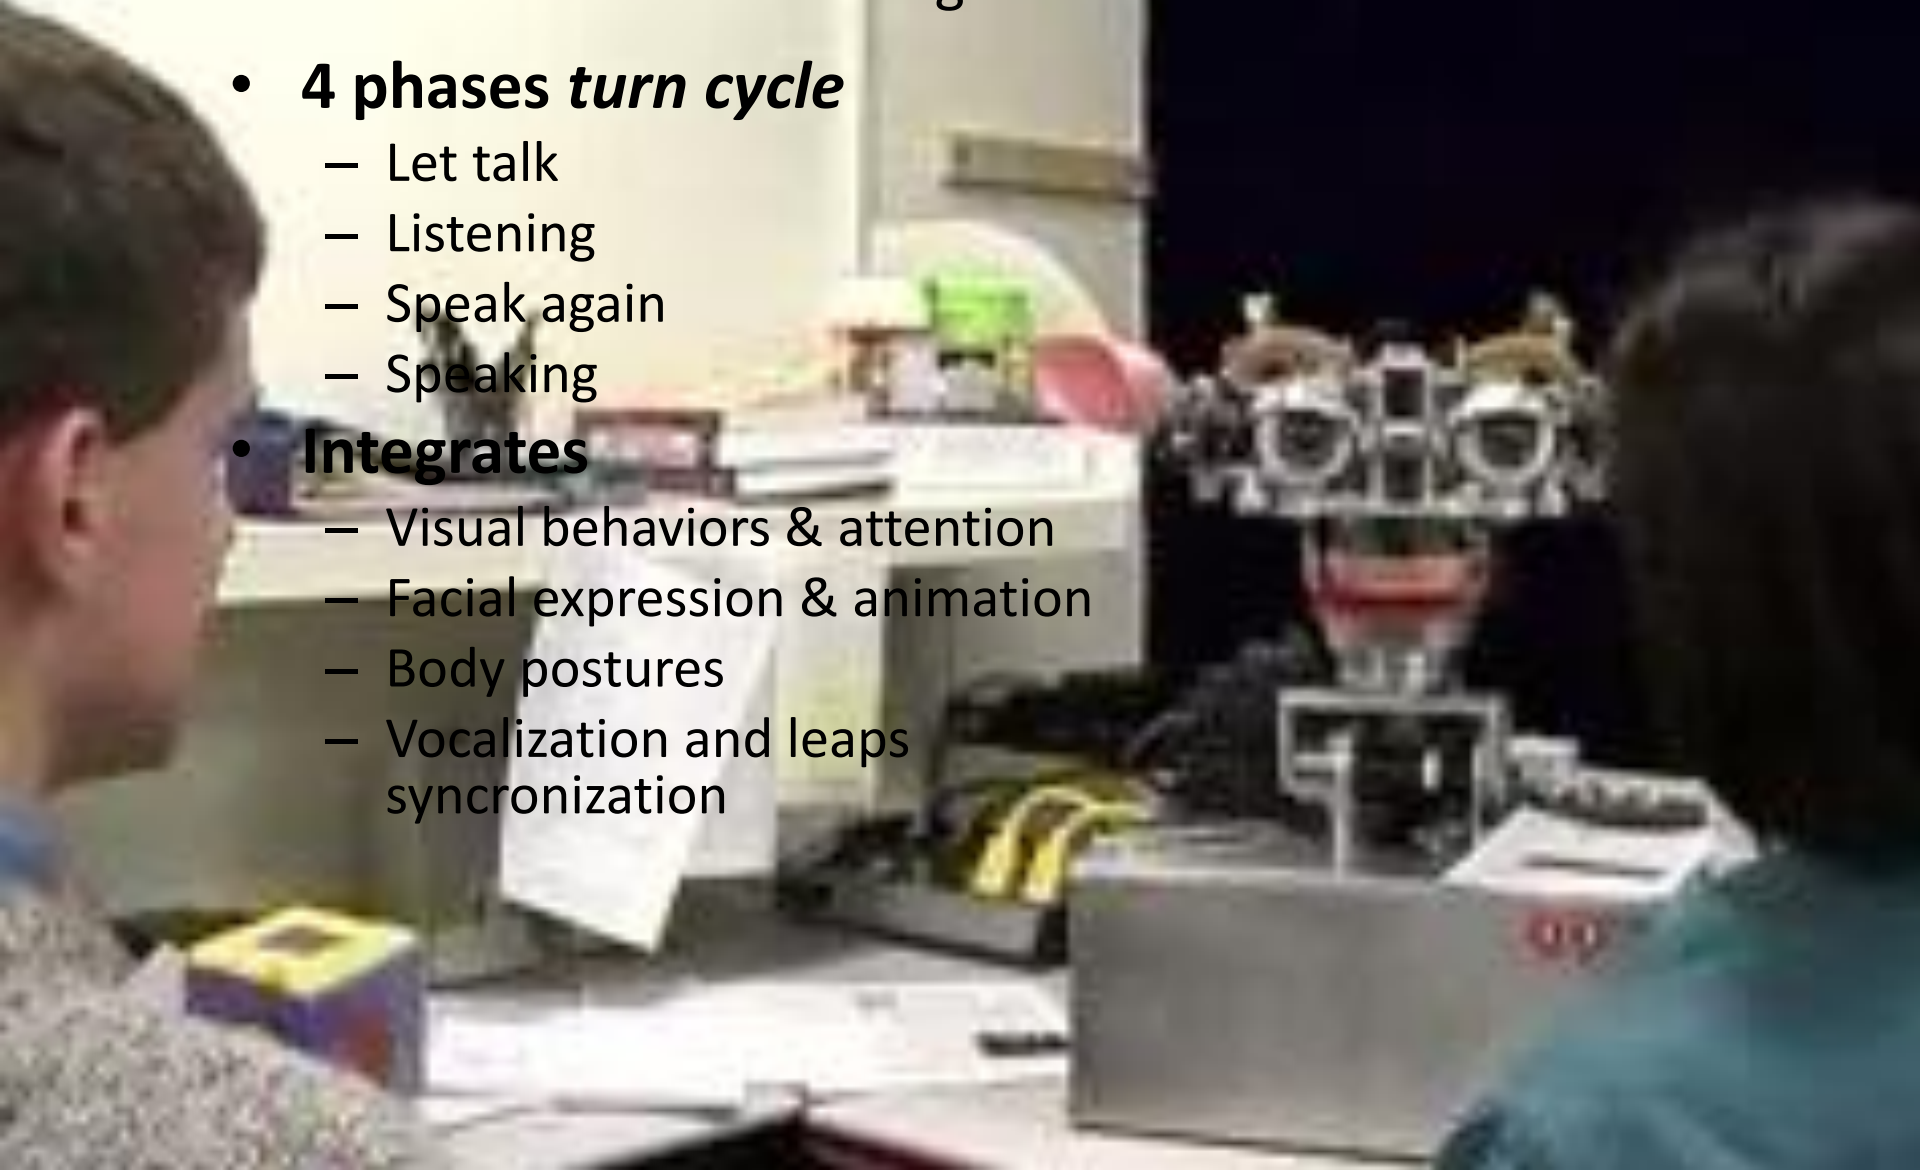 • 4 phases turn cycle
– Let talk
– Listening
– Speak again
– Speaking
• Integrates
– Visual behaviors & attention
– Facial expression & animation
– Body postures
– Vocalization and leaps
syncronization